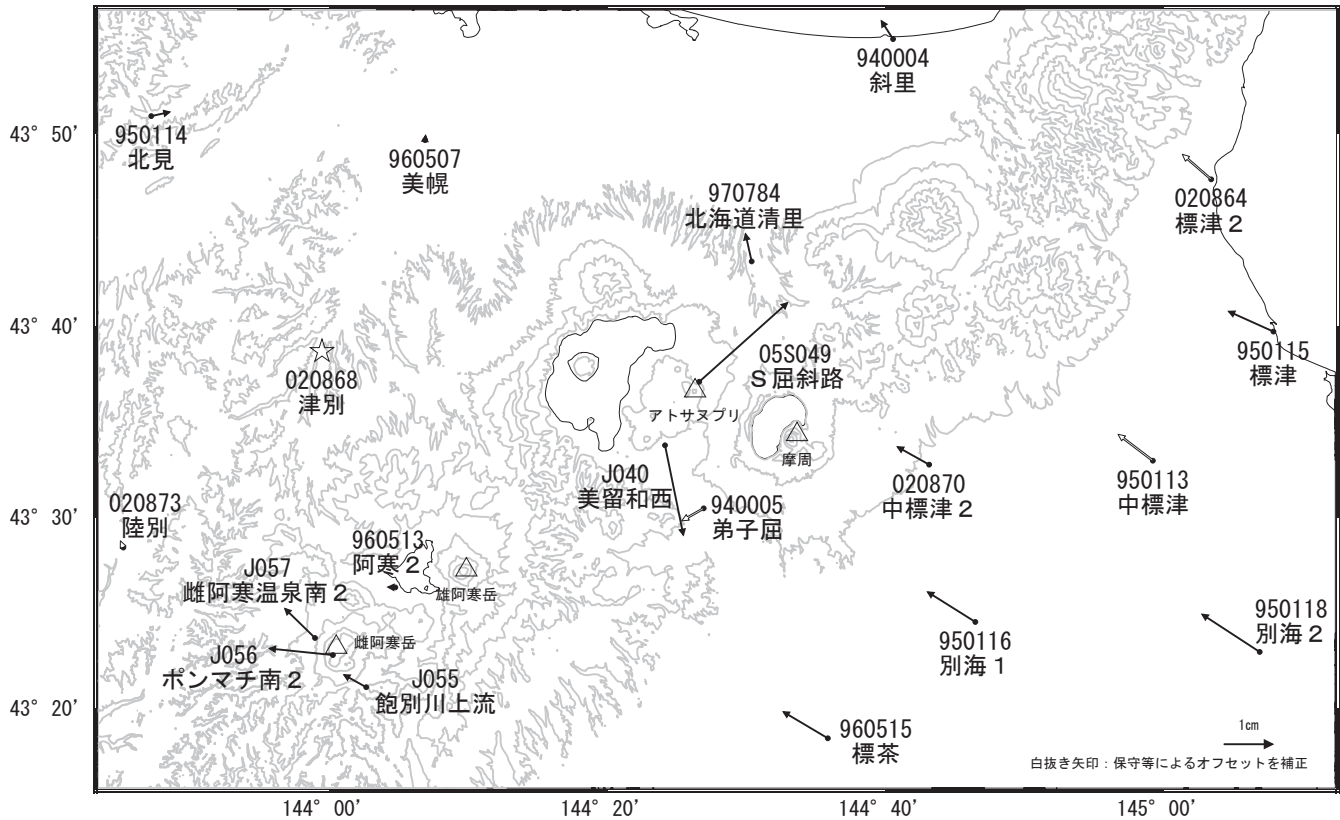 940004
斜里
43° 50′
950114
北見
960507
美幌
970784
北海道清里
020864
標津２
43° 40′
05S049
Ｓ屈斜路
950115
標津
020868
津別
アトサヌプリ
摩周
J040
美留和西
940005
弟子屈
020870
中標津２
950113
中標津
43° 30′
020873
陸別
960513
阿寒２
雄阿寒岳
J057
雌阿寒温泉南２
雌阿寒岳
J056
ポンマチ南２
J055
飽別川上流
950116
別海１
950118
別海２
43° 20′
960515
標茶
1cm
白抜き矢印：保守等によるオフセットを補正
144° 00′
144° 20′
144° 40′
145° 00′